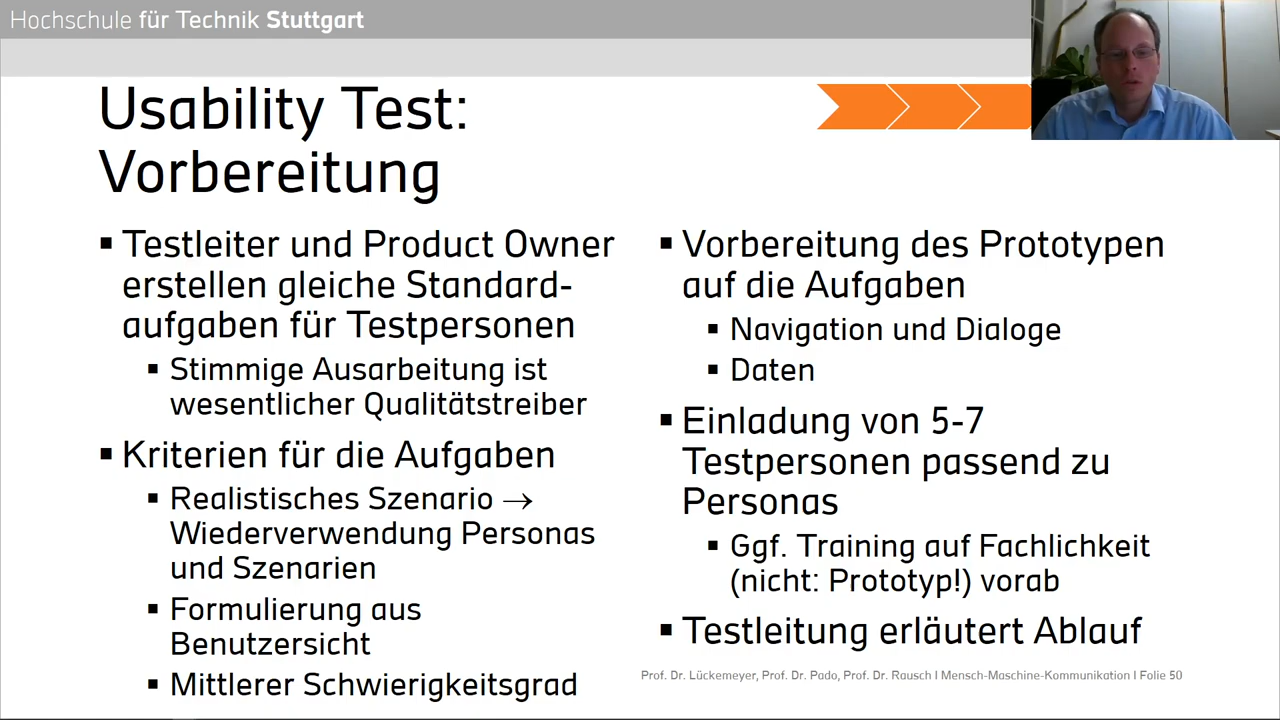 Hochschule für Technik Stuttgart
Usability Test:
Vorbereitung
▪ Testleiter und Product Owner
erstellen gleiche Standard-
aufgaben für Testpersonen
▪ Stimmige Ausarbeitung ist
wesentlicher Qualitätstreiber
▪ Kriterien für die Aufgaben
▪ Realistisches Szenario →
Wiederverwendung Personas
und Szenarien
▪ Formulierung aus
Benutzersicht
▪ Mittlerer Schwierigkeitsgrad
▪ Vorbereitung des Prototypen
auf die Aufgaben
▪ Navigation und Dialoge
▪ Daten
▪ Einladung von 5-7
Testpersonen passend zu
Personas
▪ Ggf. Training auf Fachlichkeit
(nicht: Prototyp!) vorab
▪ Testleitung erläutert Ablauf
Prof. Dr. Lückemeyer, Prof. Dr. Pado, Prof. Dr. Rausch I Mensch-Maschine-Kommunikation I Folie 50